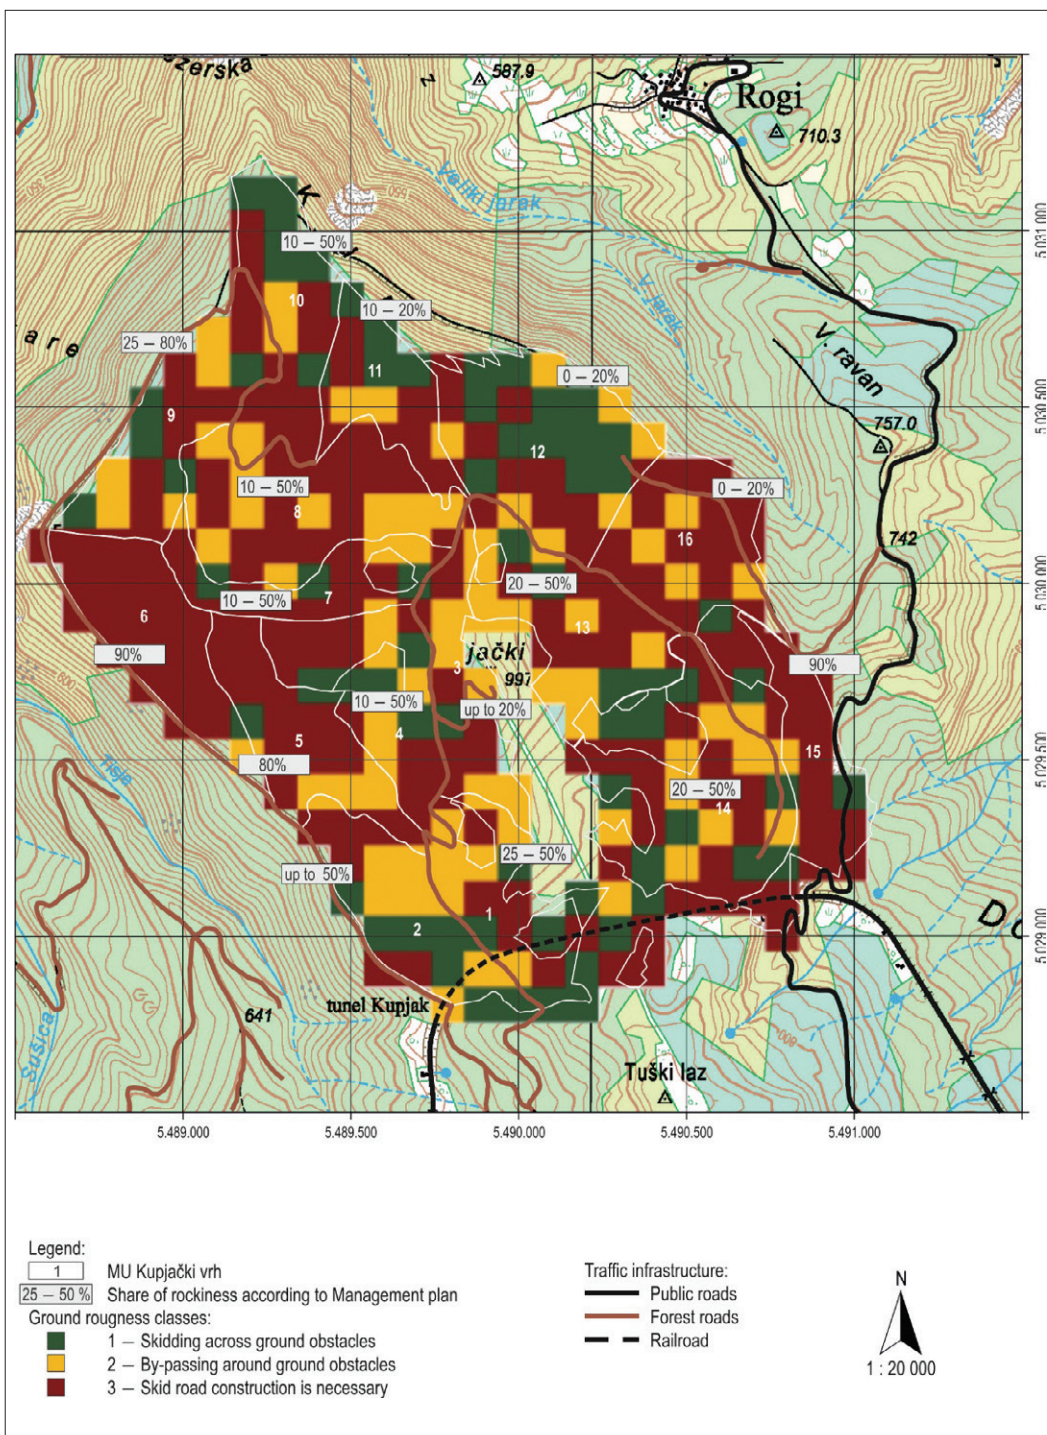 zerska
587.9
N
Rogi
710.3
Veliki jarak
K
5.031.000
10 – 50%
V. jarak
10
10 – 20%
are
25 – 80%
V. ravan
11
0 – 20%
9
5.030.500
757.0
12
10 – 50%
0 – 20%
8
16
742
20 – 50%
5.030.000
10 – 50%
7
6
13
jački
90%
3
997
90%
10 – 50%
up to 20%
4
5
15
80%
5.029.500
risje
20 – 50%
14
25 – 50%
up to 50%
1
2
5.029.000
Do
tunel Kupjak
641
Sušica
Tuški laz
600
5.489.000
5.489.500
5.490.000
5.490.500
5.491.000
Legend:
1 MU Kupjački vrh
25 – 50 % Share of rockiness according to Management plan
Ground rougness classes:
1 – Skidding across ground obstacles
2 – By-passing around ground obstacles
3 – Skid road construction is necessary
Traffic infrastructure:
Public roads
Forest roads
Railroad
N
1 : 20 000